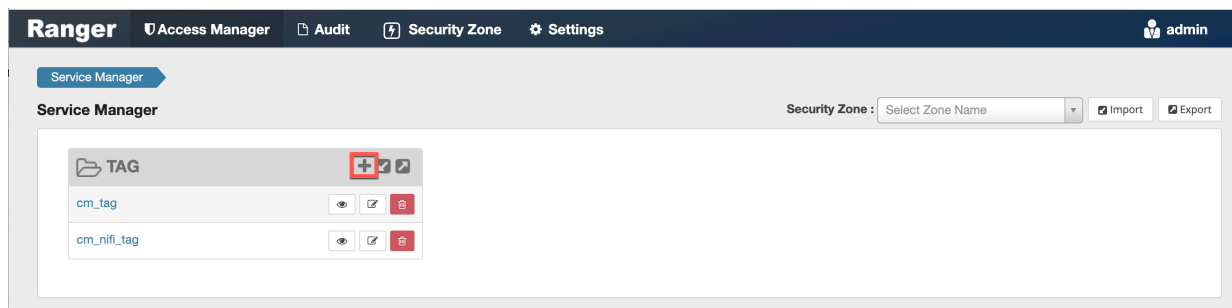 Ranger Access Manager Audit Security Zone Settings admin
Service Manager
Service Manager Security Zone : Select Zone Name Import Export
TAG
cm_tag
cm_nifi_tag